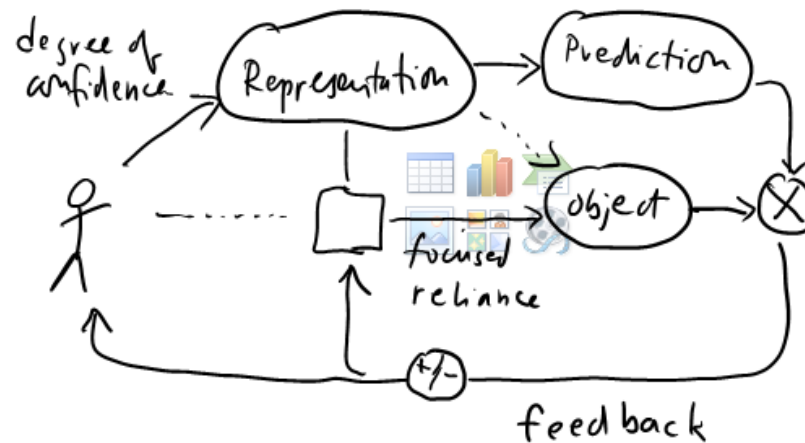 degree of
confidence
Representation
Prediction
object
focused
reliance
+/-
feedback